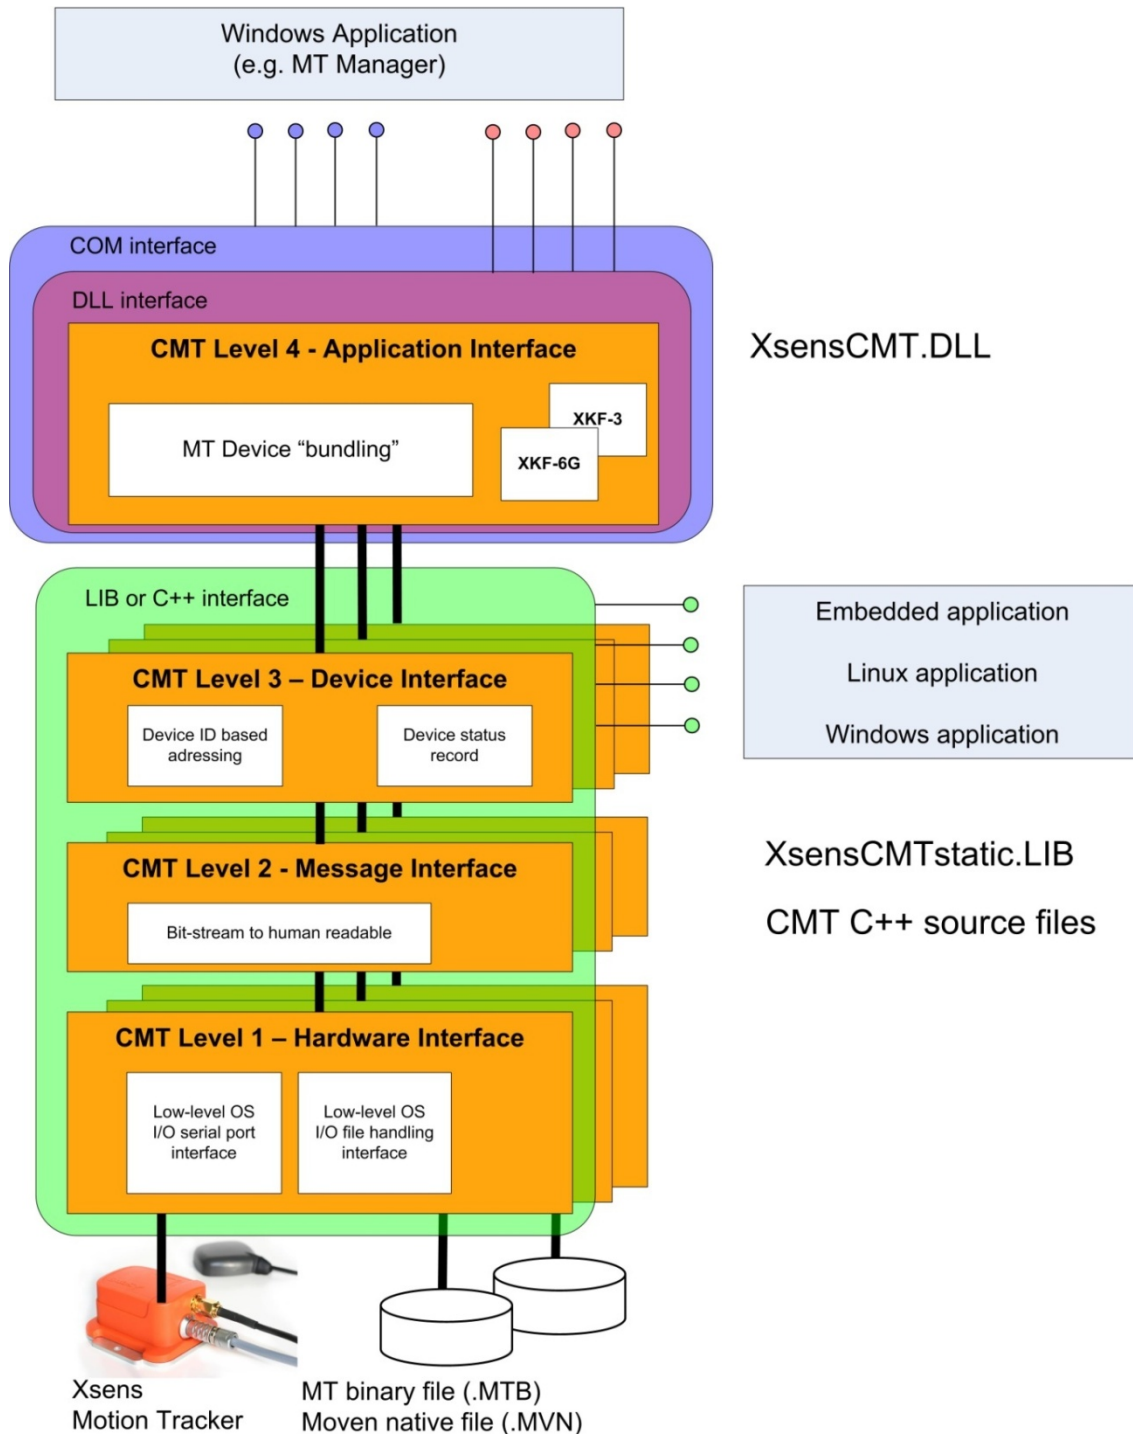 Windows Application
(e.g. MT Manager)
COM interface
DLL interface
CMT Level 4 - Application Interface
MT Device “bundling”
XKF-3
XKF-6G
XsensCMT.DLL
LIB or C++ interface
CMT Level 3 – Device Interface
Device ID based
adressing
Device status
record
Embedded application
Linux application
Windows application
CMT Level 2 - Message Interface
Bit-stream to human readable
XsensCMTstatic.LIB
CMT C++ source files
CMT Level 1 – Hardware Interface
Low-level OS
I/O serial port
interface
Low-level OS
I/O file handling
interface
Xsens
Motion Tracker
MT binary file (.MTB)
Moven native file (.MVN)